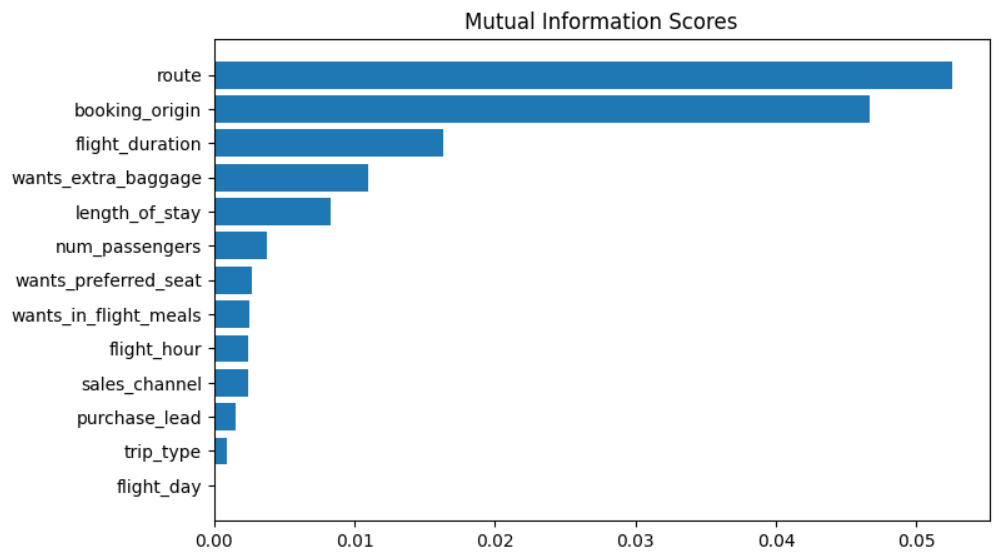 Mutual Information Scores
route
booking_origin
flight_duration
wants_extra_baggage
length_of_stay
num_passengers
wants_preferred_seat
wants_in_flight_meals
flight_hour
sales_channel
purchase_lead
trip_type
flight_day
0.00 0.01 0.02 0.03 0.04 0.05